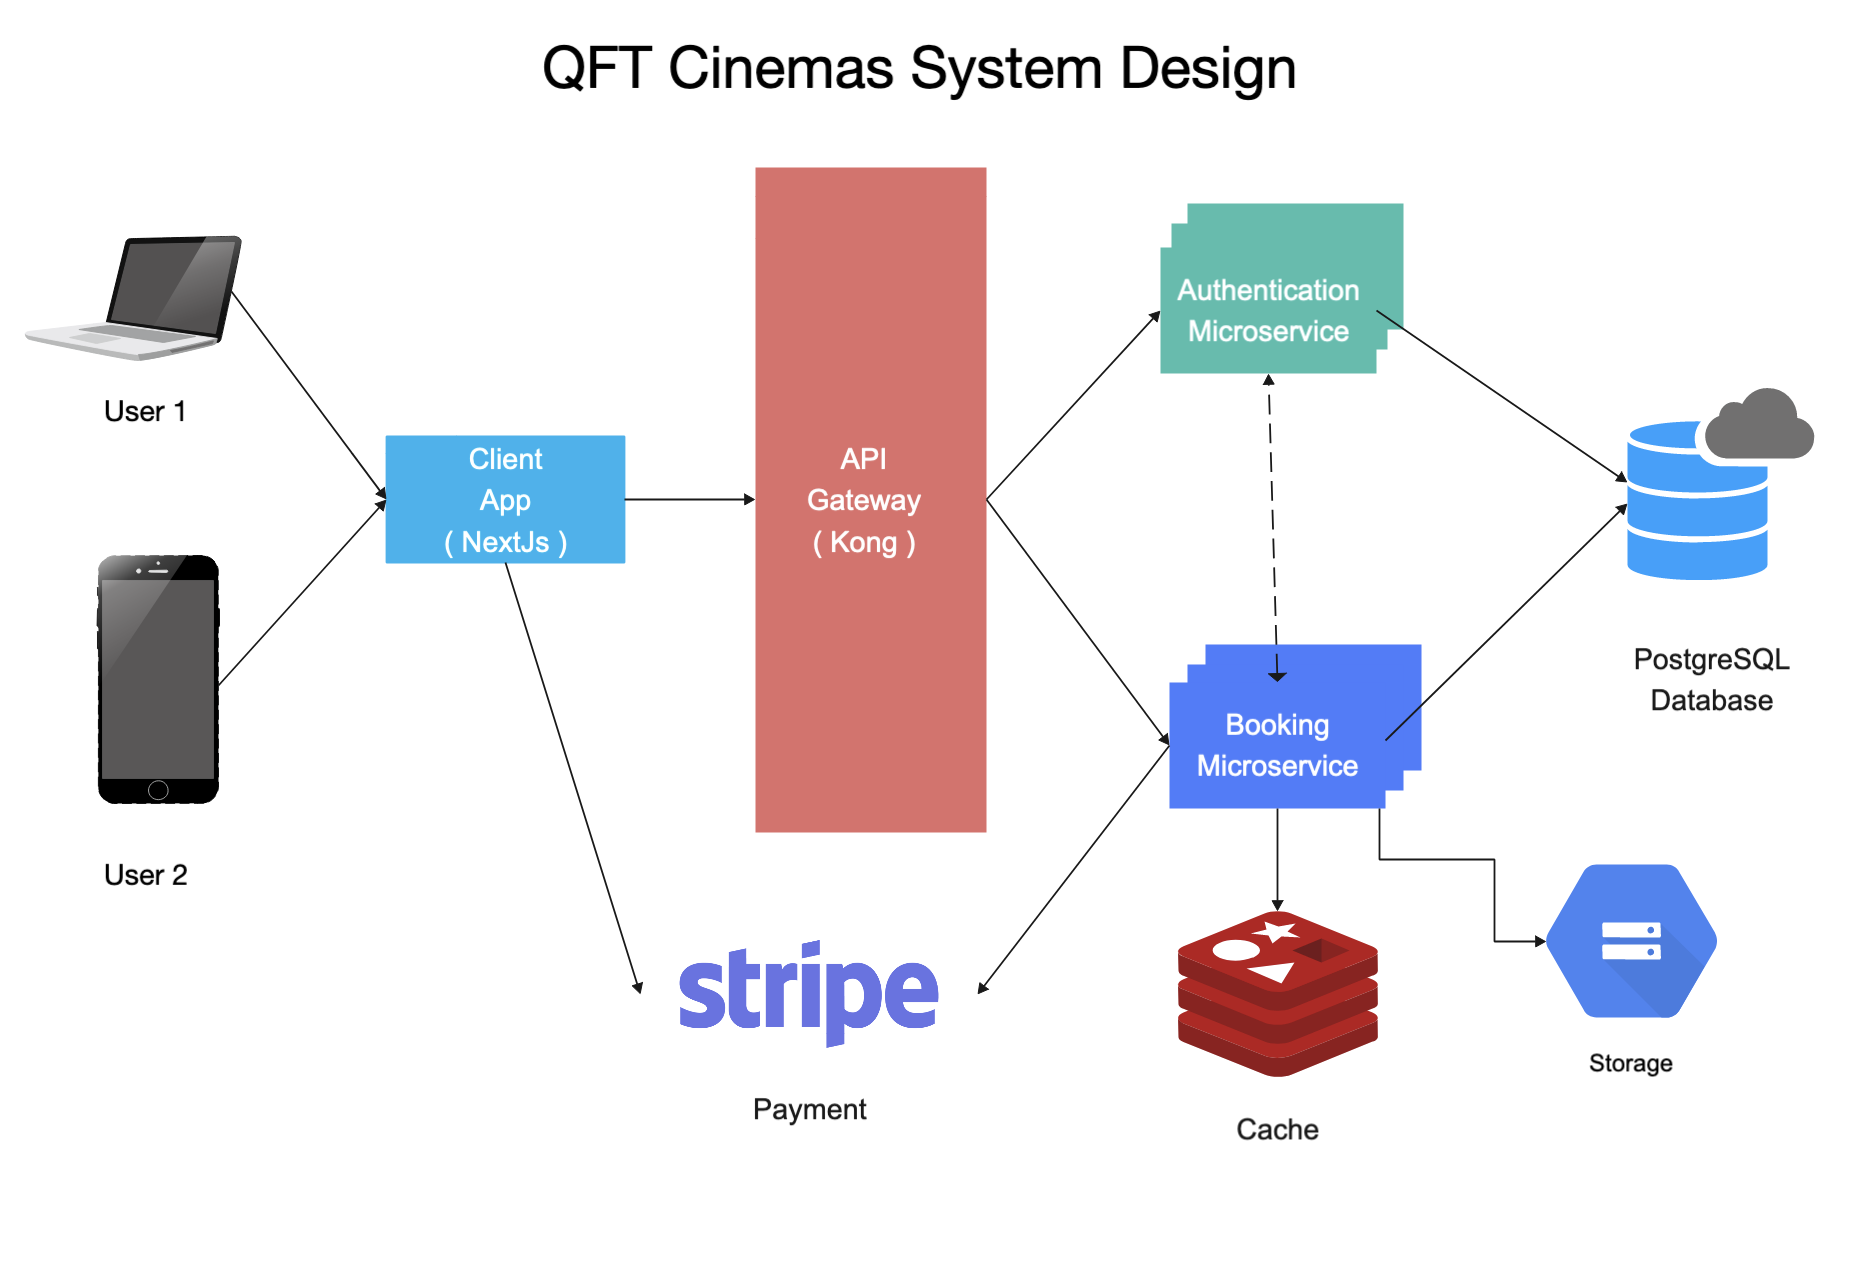 QFT Cinemas System Design
User 1
User 2
Client
App
( NextJs )
API
Gateway
( Kong )
Authentication
Microservice
Booking
Microservice
PostgreSQL
Database
stripe
Payment
Cache
Storage